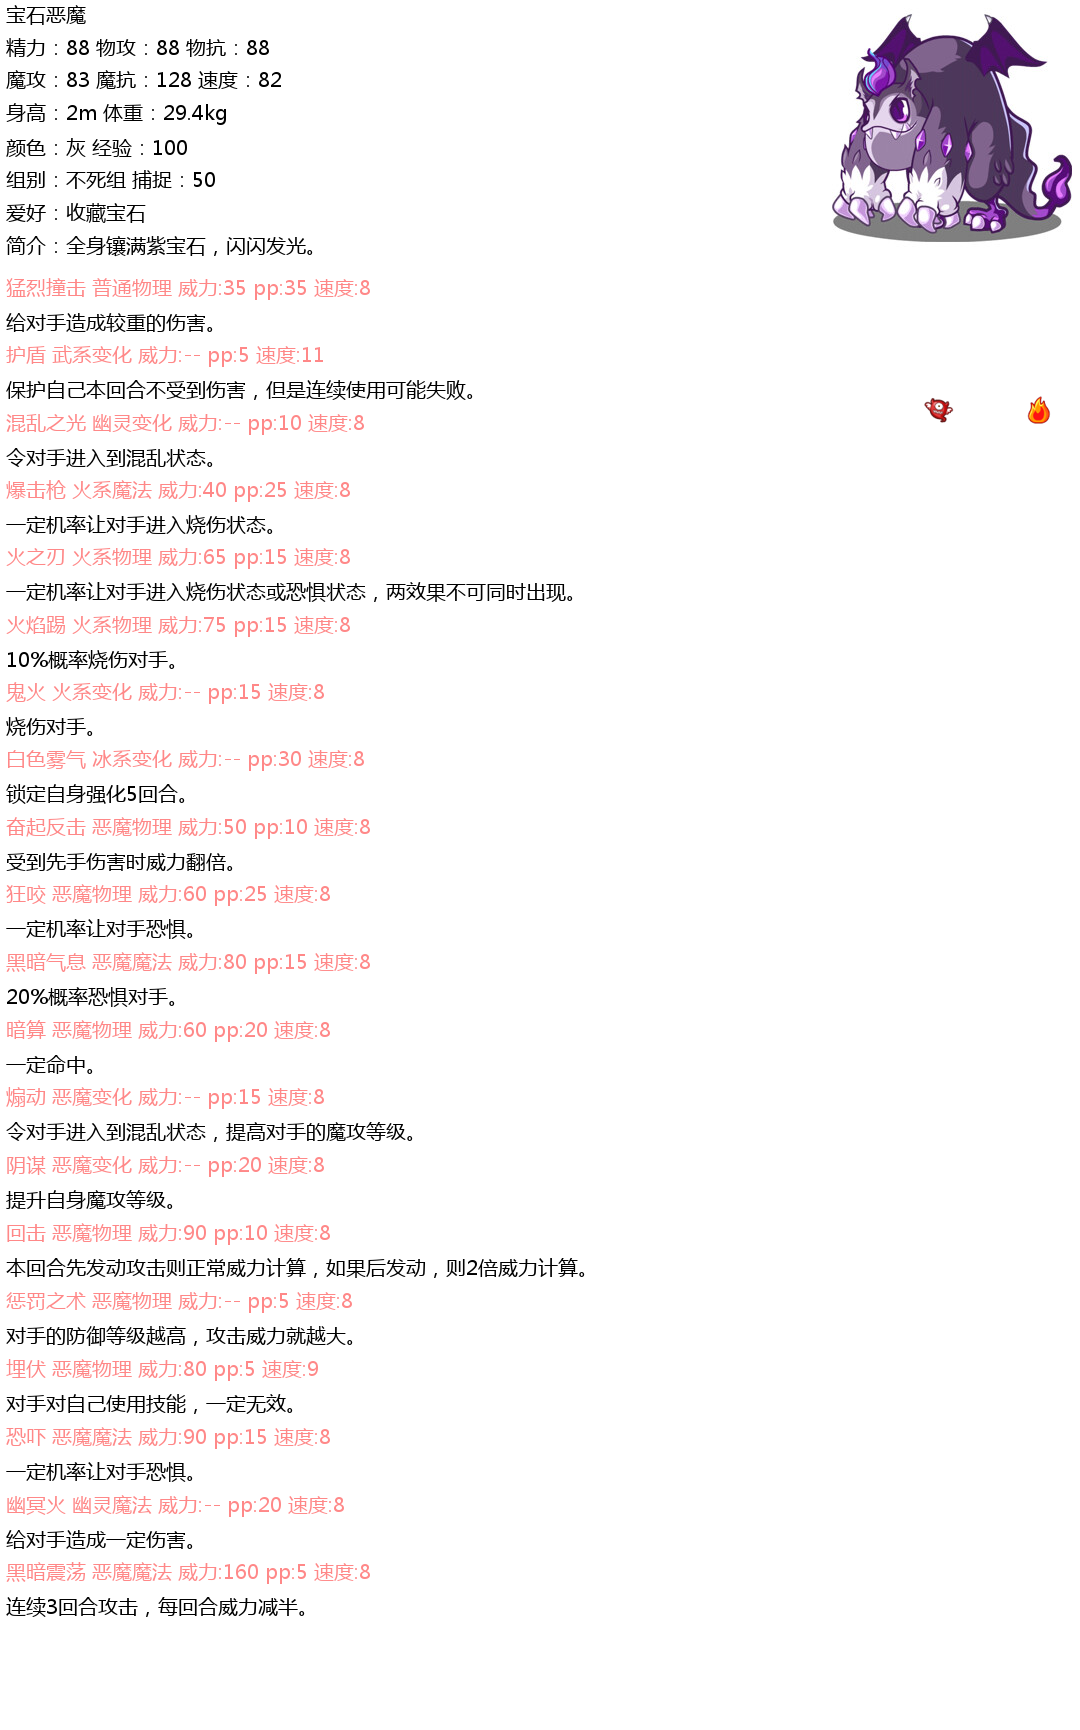 宝石恶魔
精力：88 物攻：88 物抗：88
魔攻：83 魔抗：128 速度：82
身高：2m 体重：29.4kg
颜色：灰 经验：100
组别：不死组 捕捉：50
爱好：收藏宝石
简介：全身镶满紫宝石，闪闪发光。
猛烈撞击 普通物理 威力:35 pp:35 速度:8
给对手造成较重的伤害。
护盾 武系变化 威力:-- pp:5 速度:11
保护自己本回合不受到伤害，但是连续使用可能失败。
混乱之光 幽灵变化 威力:-- pp:10 速度:8
令对手进入到混乱状态。
爆击枪 火系魔法 威力:40 pp:25 速度:8
一定机率让对手进入烧伤状态。
火之刃 火系物理 威力:65 pp:15 速度:8
一定机率让对手进入烧伤状态或恐惧状态，两效果不可同时出现。
火焰踢 火系物理 威力:75 pp:15 速度:8
10%概率烧伤对手。
鬼火 火系变化 威力:-- pp:15 速度:8
烧伤对手。
白色雾气 冰系变化 威力:-- pp:30 速度:8
锁定自身强化5回合。
奋起反击 恶魔物理 威力:50 pp:10 速度:8
受到先手伤害时威力翻倍。
狂咬 恶魔物理 威力:60 pp:25 速度:8
一定机率让对手恐惧。
黑暗气息 恶魔魔法 威力:80 pp:15 速度:8
20%概率恐惧对手。
暗算 恶魔物理 威力:60 pp:20 速度:8
一定命中。
煽动 恶魔变化 威力:-- pp:15 速度:8
令对手进入到混乱状态，提高对手的魔攻等级。
阴谋 恶魔变化 威力:-- pp:20 速度:8
提升自身魔攻等级。
回击 恶魔物理 威力:90 pp:10 速度:8
本回合先发动攻击则正常威力计算，如果后发动，则2倍威力计算。
惩罚之术 恶魔物理 威力:-- pp:5 速度:8
对手的防御等级越高，攻击威力就越大。
埋伏 恶魔物理 威力:80 pp:5 速度:9
对手对自己使用技能，一定无效。
恐吓 恶魔魔法 威力:90 pp:15 速度:8
一定机率让对手恐惧。
幽冥火 幽灵魔法 威力:-- pp:20 速度:8
给对手造成一定伤害。
黑暗震荡 恶魔魔法 威力:160 pp:5 速度:8
连续3回合攻击，每回合威力减半。